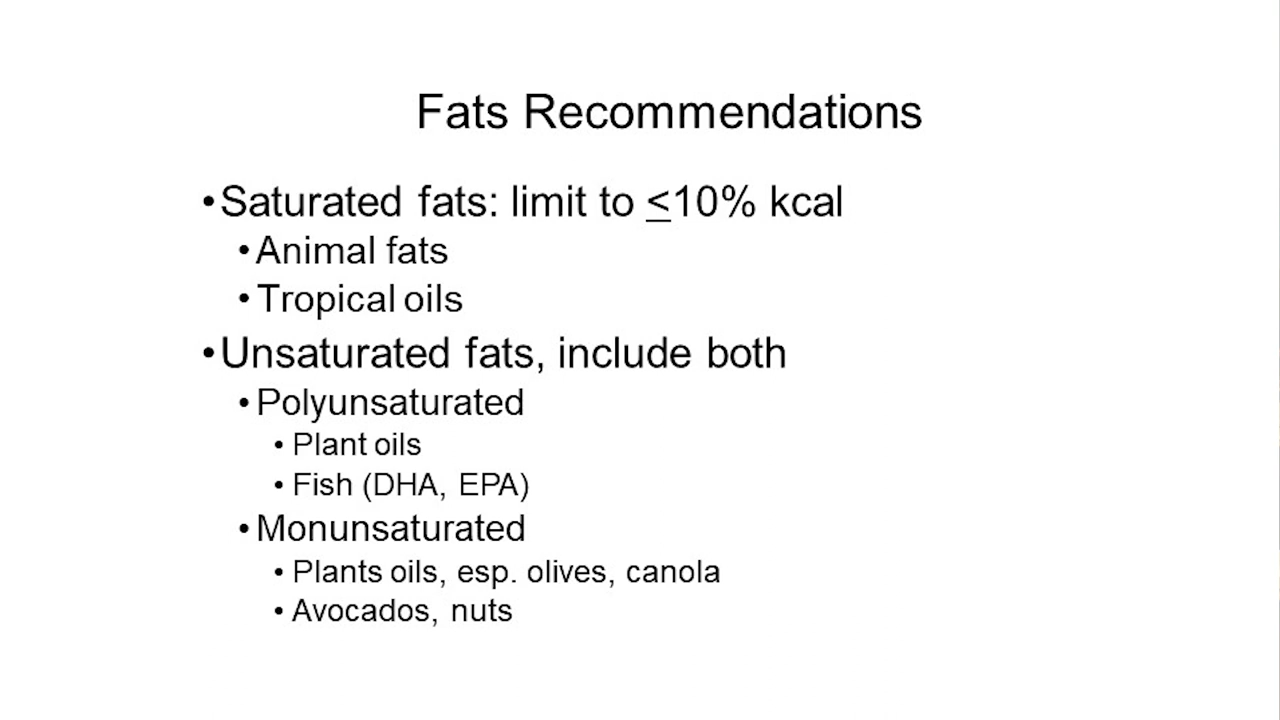 Fats Recommendations
•Saturated fats: limit to ≤10% kcal
•Animal fats
•Tropical oils
•Unsaturated fats, include both
•Polyunsaturated
•Plant oils
•Fish (DHA, EPA)
•Monunsaturated
•Plants oils, esp. olives, canola
•Avocados, nuts